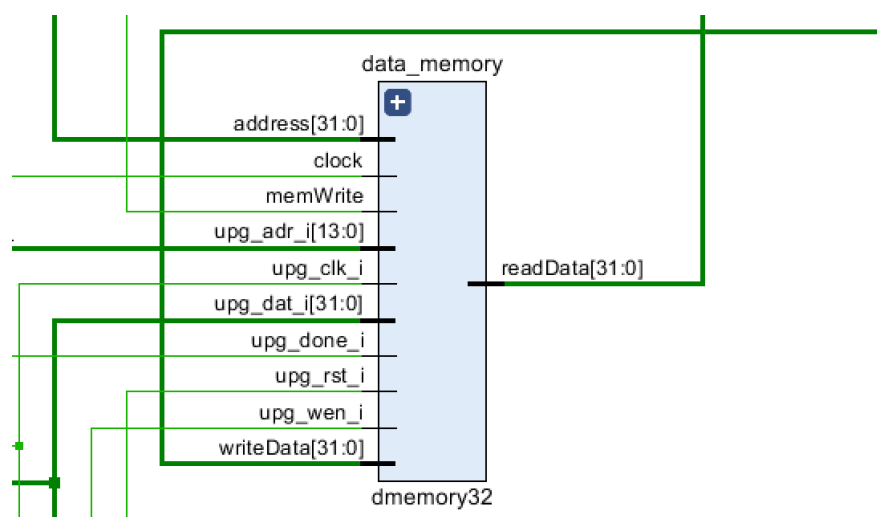 data_memory
address[31:0]
clock
memWrite
upg_adr_i[13:0]
upg_clk_i
readData[31:0]
upg_dat_i[31:0]
upg_done_i
upg_rst_i
upg_wen_i
writeData[31:0]
dmemory32